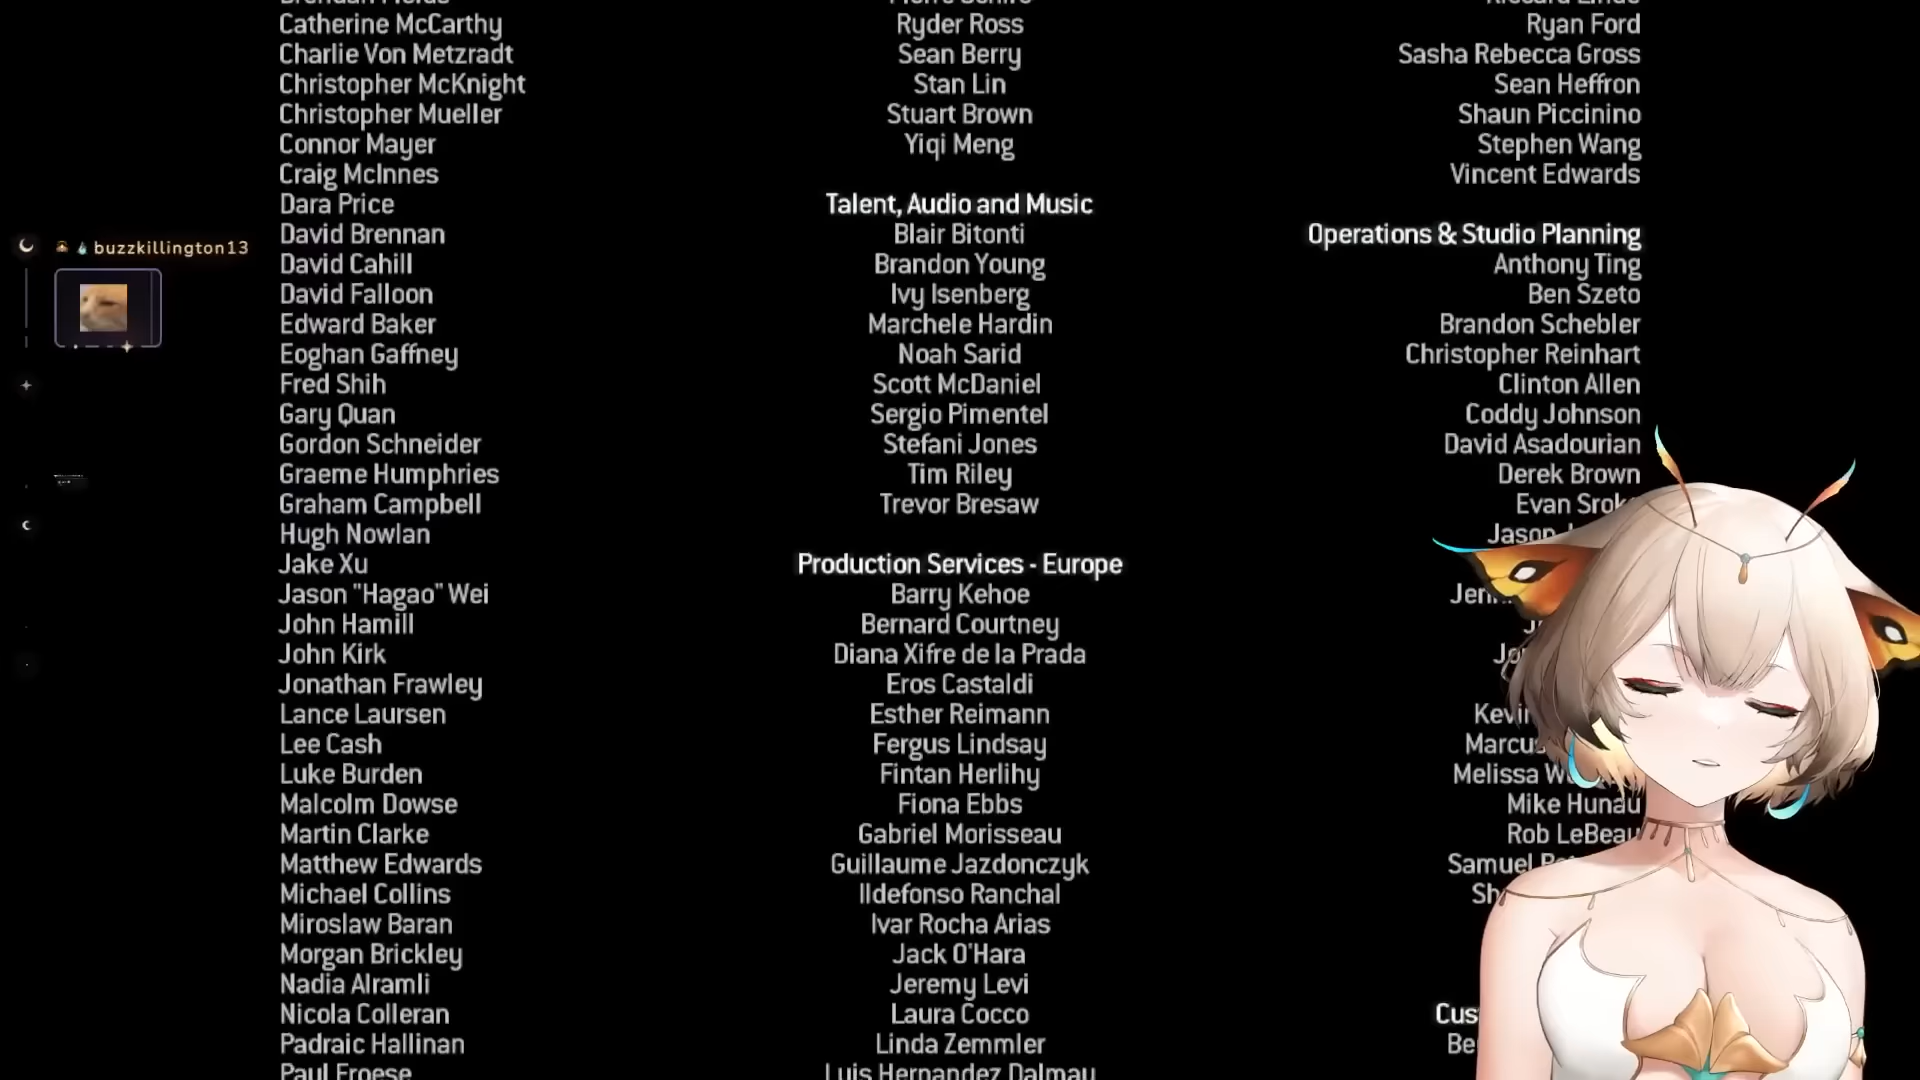 Catherine McCarthy
Charlie Von Metzradt
Christopher McKnight
Christopher Mueller
Connor Mayer
Craig McInnes
Dara Price
David Brennan
David Cahill
David Falloon
Edward Baker
Eoghan Gaffney
Fred Shih
Gary Quan
Gordon Schneider
Graeme Humphries
Graham Campbell
Hugh Nowlan
Jake Xu
Jason "Hagao" Wei
John Hamill
John Kirk
Jonathan Frawley
Lance Laursen
Lee Cash
Luke Burden
Malcolm Dowse
Martin Clarke
Matthew Edwards
Michael Collins
Miroslaw Baran
Morgan Brickley
Nadia Alramli
Nicola Colleran
Padraic Hallinan
Paul Froese
buzzkillington13
Ryder Ross
Sean Berry
Stan Lin
Stuart Brown
Yiqi Meng
Talent, Audio and Music
Blair Bitonti
Brandon Young
Ivy Isenberg
Marchele Hardin
Noah Sarid
Scott McDaniel
Sergio Pimentel
Stefani Jones
Tim Riley
Trevor Bresaw
Production Services - Europe
Barry Kehoe
Bernard Courtney
Diana Xifre de la Prada
Eros Castaldi
Esther Reimann
Fergus Lindsay
Fintan Herlihy
Fiona Ebbs
Gabriel Morisseau
Guillaume Jazdonczyk
Ildefonso Ranchal
Ivar Rocha Arias
Jack O'Hara
Jeremy Levi
Laura Cocco
Linda Zemmler
Luis Hernandez Dalmau
Ryan Ford
Sasha Rebecca Gross
Sean Heffron
Shaun Piccinino
Stephen Wang
Vincent Edwards
Operations & Studio Planning
Anthony Ting
Ben Szeto
Brandon Schebler
Christopher Reinhart
Clinton Allen
Coddy Johnson
David Asadourian
Derek Brown
Evan
Jason
Marcus
Melissa
Mike Hunau
Rob LeBeau
Samuel